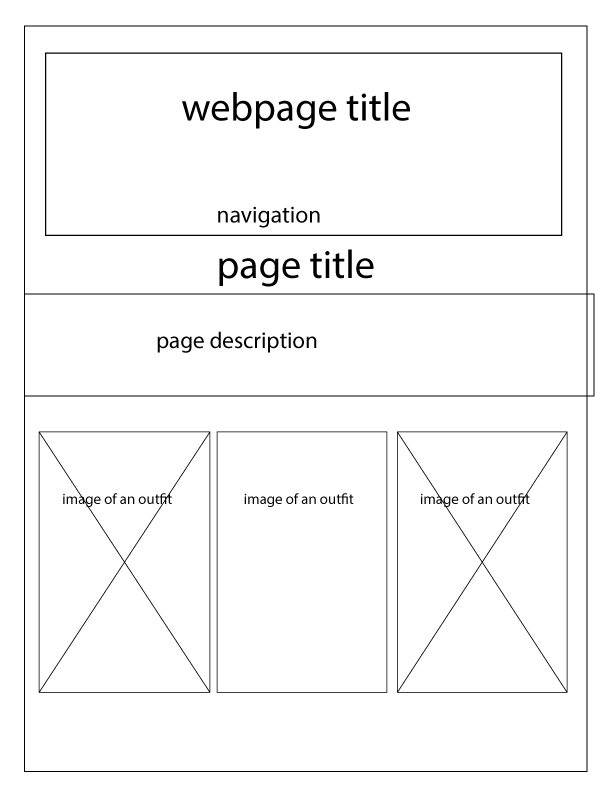 webpage title
navigation
page title
page description
image of an outfit
image of an outfit
image of an outfit